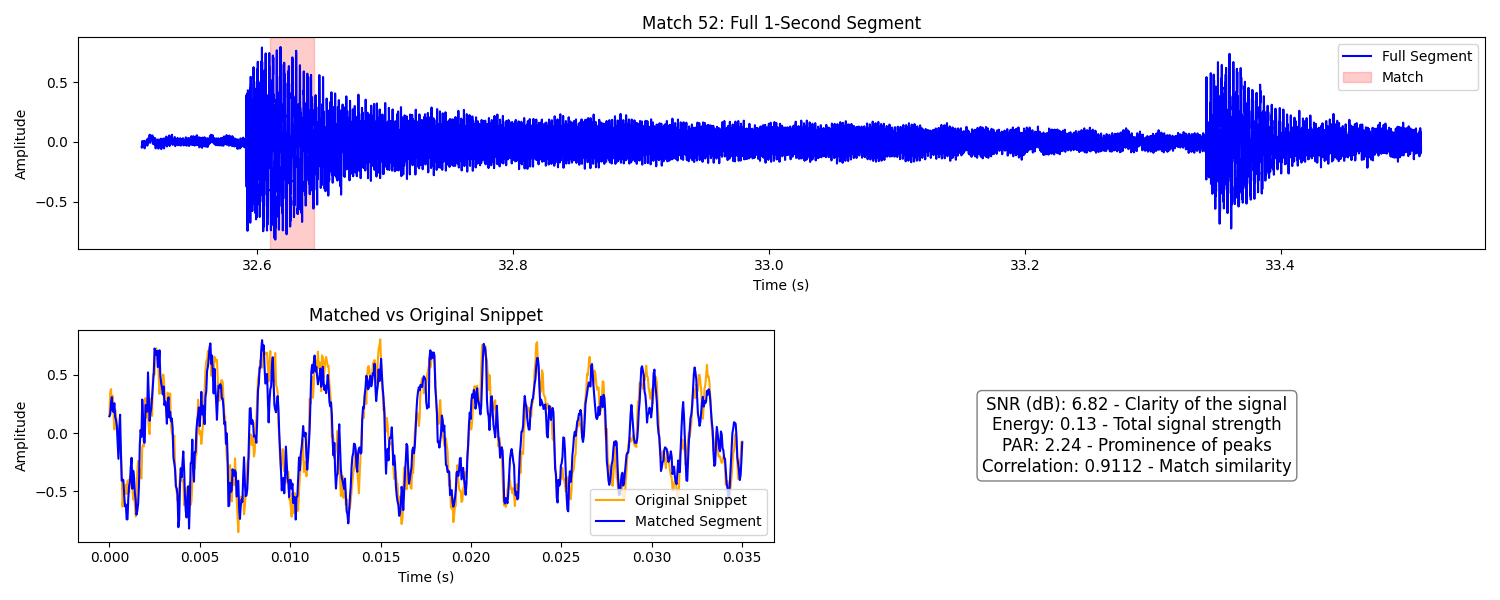 Match 52: Full 1-Second Segment
Amplitude
0.5
0.0
−0.5
Full Segment
Match
32.6
32.8
33.0
33.2
33.4
Time (s)
Matched vs Original Snippet
Amplitude
0.5
0.0
−0.5
Original Snippet
Matched Segment
0.000
0.005
0.010
0.015
0.020
0.025
0.030
0.035
Time (s)
SNR (dB): 6.82 - Clarity of the signal
Energy: 0.13 - Total signal strength
PAR: 2.24 - Prominence of peaks
Correlation: 0.9112 - Match similarity